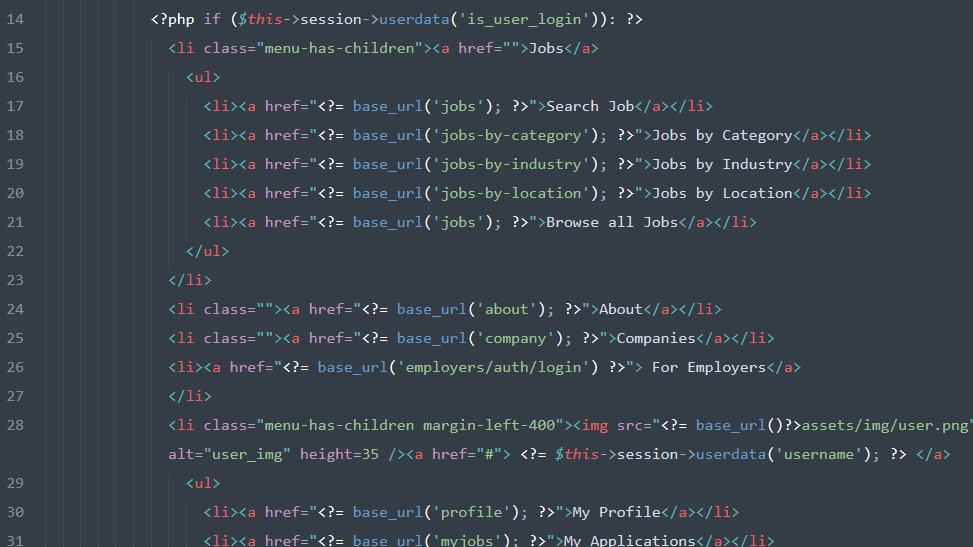 14 <?php if ($this->session->userdata('is_user_login')): ?>
15 <li class="menu-has-children"><a href="">Jobs</a>
16 <ul>
17 <li><a href="<?= base_url('jobs'); ?>">Search Job</a></li>
18 <li><a href="<?= base_url('jobs-by-category'); ?>">Jobs by Category</a></li>
19 <li><a href="<?= base_url('jobs-by-industry'); ?>">Jobs by Industry</a></li>
20 <li><a href="<?= base_url('jobs-by-location'); ?>">Jobs by Location</a></li>
21 <li><a href="<?= base_url('jobs'); ?>">Browse all Jobs</a></li>
22 </ul>
23 </li>
24 <li class=""><a href="<?= base_url('about'); ?>">About</a></li>
25 <li class=""><a href="<?= base_url('company'); ?>">Companies</a></li>
26 <li><a href="<?= base_url('employers/auth/login') ?>"> For Employers</a>
27 </li>
28 <li class="menu-has-children margin-left-400"><img src="<?= base_url()?>assets/img/user.png"
alt="user_img" height=35 /><a href="#"> <?= $this->session->userdata('username'); ?> </a>
29 <ul>
30 <li><a href="<?= base_url('profile'); ?>">My Profile</a></li>
31 <li><a href="<?= base_url('myjobs'); ?>">My Applications</a></li>